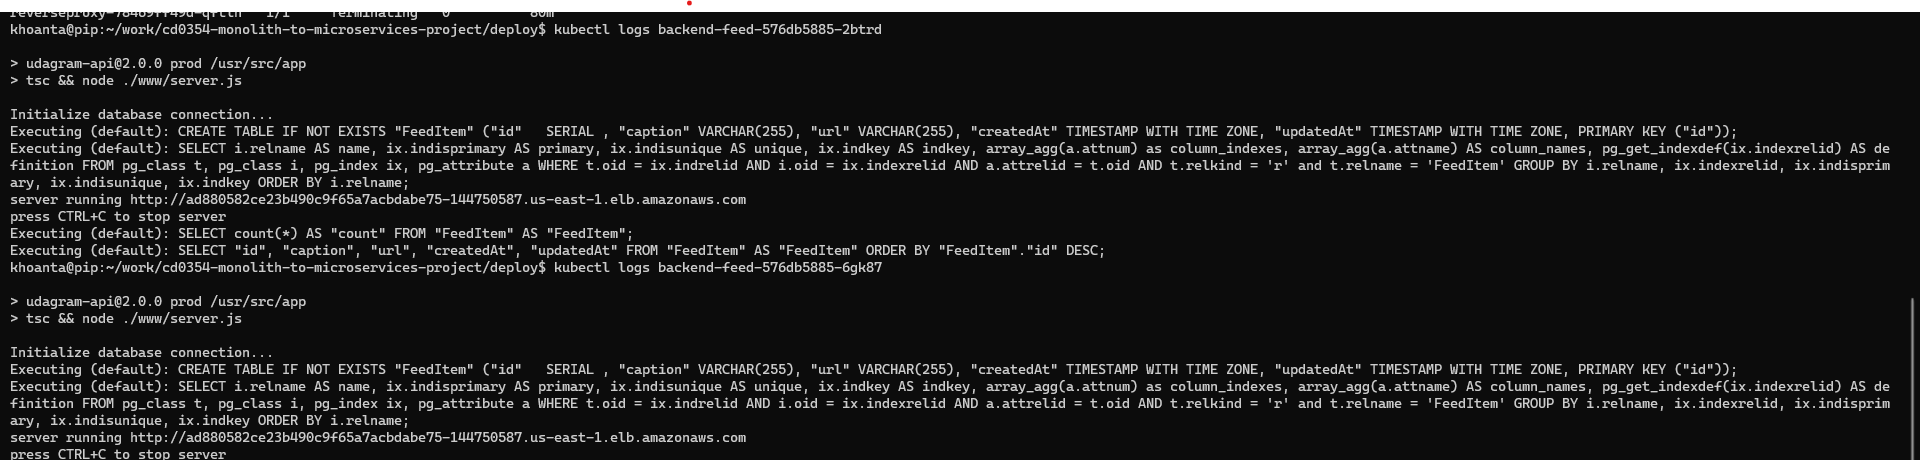 khoanta@pip:~/work/cd0354-monolith-to-microservices-project/deploy$ kubectl logs backend-feed-576db5885-2btrd
> udagram-api@2.0.0 prod /usr/src/app
> tsc && node ./www/server.js
Initialize database connection...
Executing (default): CREATE TABLE IF NOT EXISTS "FeedItem" ("id"   SERIAL , "caption" VARCHAR(255), "url" VARCHAR(255), "createdAt" TIMESTAMP WITH TIME ZONE, "updatedAt" TIMESTAMP WITH TIME ZONE, PRIMARY KEY ("id"));
Executing (default): SELECT i.relname AS name, ix.indisprimary AS primary, ix.indisunique AS unique, ix.indkey AS indkey, array_agg(a.attnum) as column_indexes, array_agg(a.attname) AS column_names, pg_get_indexdef(ix.indexrelid) AS de
finition FROM pg_class t, pg_class i, pg_index ix, pg_attribute a WHERE t.oid = ix.indrelid AND i.oid = ix.indexrelid AND a.attrelid = t.oid AND t.relkind = 'r' and t.relname = 'FeedItem' GROUP BY i.relname, ix.indexrelid, ix.indisprim
ary, ix.indisunique, ix.indkey ORDER BY i.relname;
server running http://ad880582ce23b490c9f65a7acbdabe75-144750587.us-east-1.elb.amazonaws.com
press CTRL+C to stop server
Executing (default): SELECT count(*) AS "count" FROM "FeedItem" AS "FeedItem";
Executing (default): SELECT "id", "caption", "url", "createdAt", "updatedAt" FROM "FeedItem" AS "FeedItem" ORDER BY "FeedItem"."id" DESC;
khoanta@pip:~/work/cd0354-monolith-to-microservices-project/deploy$ kubectl logs backend-feed-576db5885-6gk87
> udagram-api@2.0.0 prod /usr/src/app
> tsc && node ./www/server.js
Initialize database connection...
Executing (default): CREATE TABLE IF NOT EXISTS "FeedItem" ("id"   SERIAL , "caption" VARCHAR(255), "url" VARCHAR(255), "createdAt" TIMESTAMP WITH TIME ZONE, "updatedAt" TIMESTAMP WITH TIME ZONE, PRIMARY KEY ("id"));
Executing (default): SELECT i.relname AS name, ix.indisprimary AS primary, ix.indisunique AS unique, ix.indkey AS indkey, array_agg(a.attnum) as column_indexes, array_agg(a.attname) AS column_names, pg_get_indexdef(ix.indexrelid) AS de
finition FROM pg_class t, pg_class i, pg_index ix, pg_attribute a WHERE t.oid = ix.indrelid AND i.oid = ix.indexrelid AND a.attrelid = t.oid AND t.relkind = 'r' and t.relname = 'FeedItem' GROUP BY i.relname, ix.indexrelid, ix.indisprim
ary, ix.indisunique, ix.indkey ORDER BY i.relname;
server running http://ad880582ce23b490c9f65a7acbdabe75-144750587.us-east-1.elb.amazonaws.com
press CTRL+C to stop server